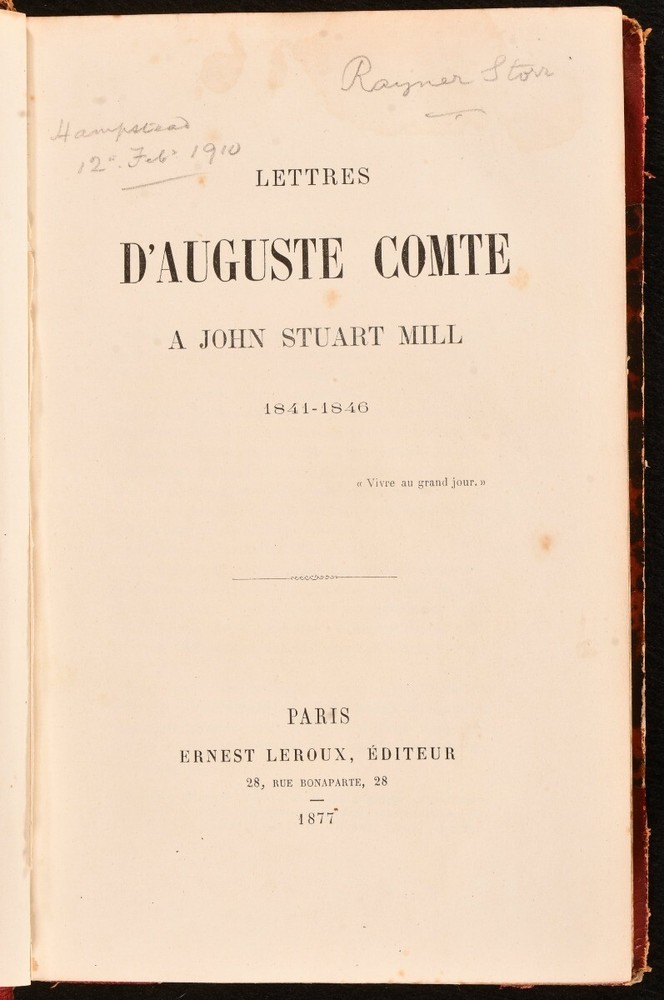 Rayner Storr
Hampstead
12th Feb. 1910
LETTRES
D'AUGUSTE COMTE
A JOHN STUART MILL
1841-1846
« Vivre au grand jour. »
PARIS
ERNEST LEROUX, ÉDITEUR
28, RUE BONAPARTE, 28
1877